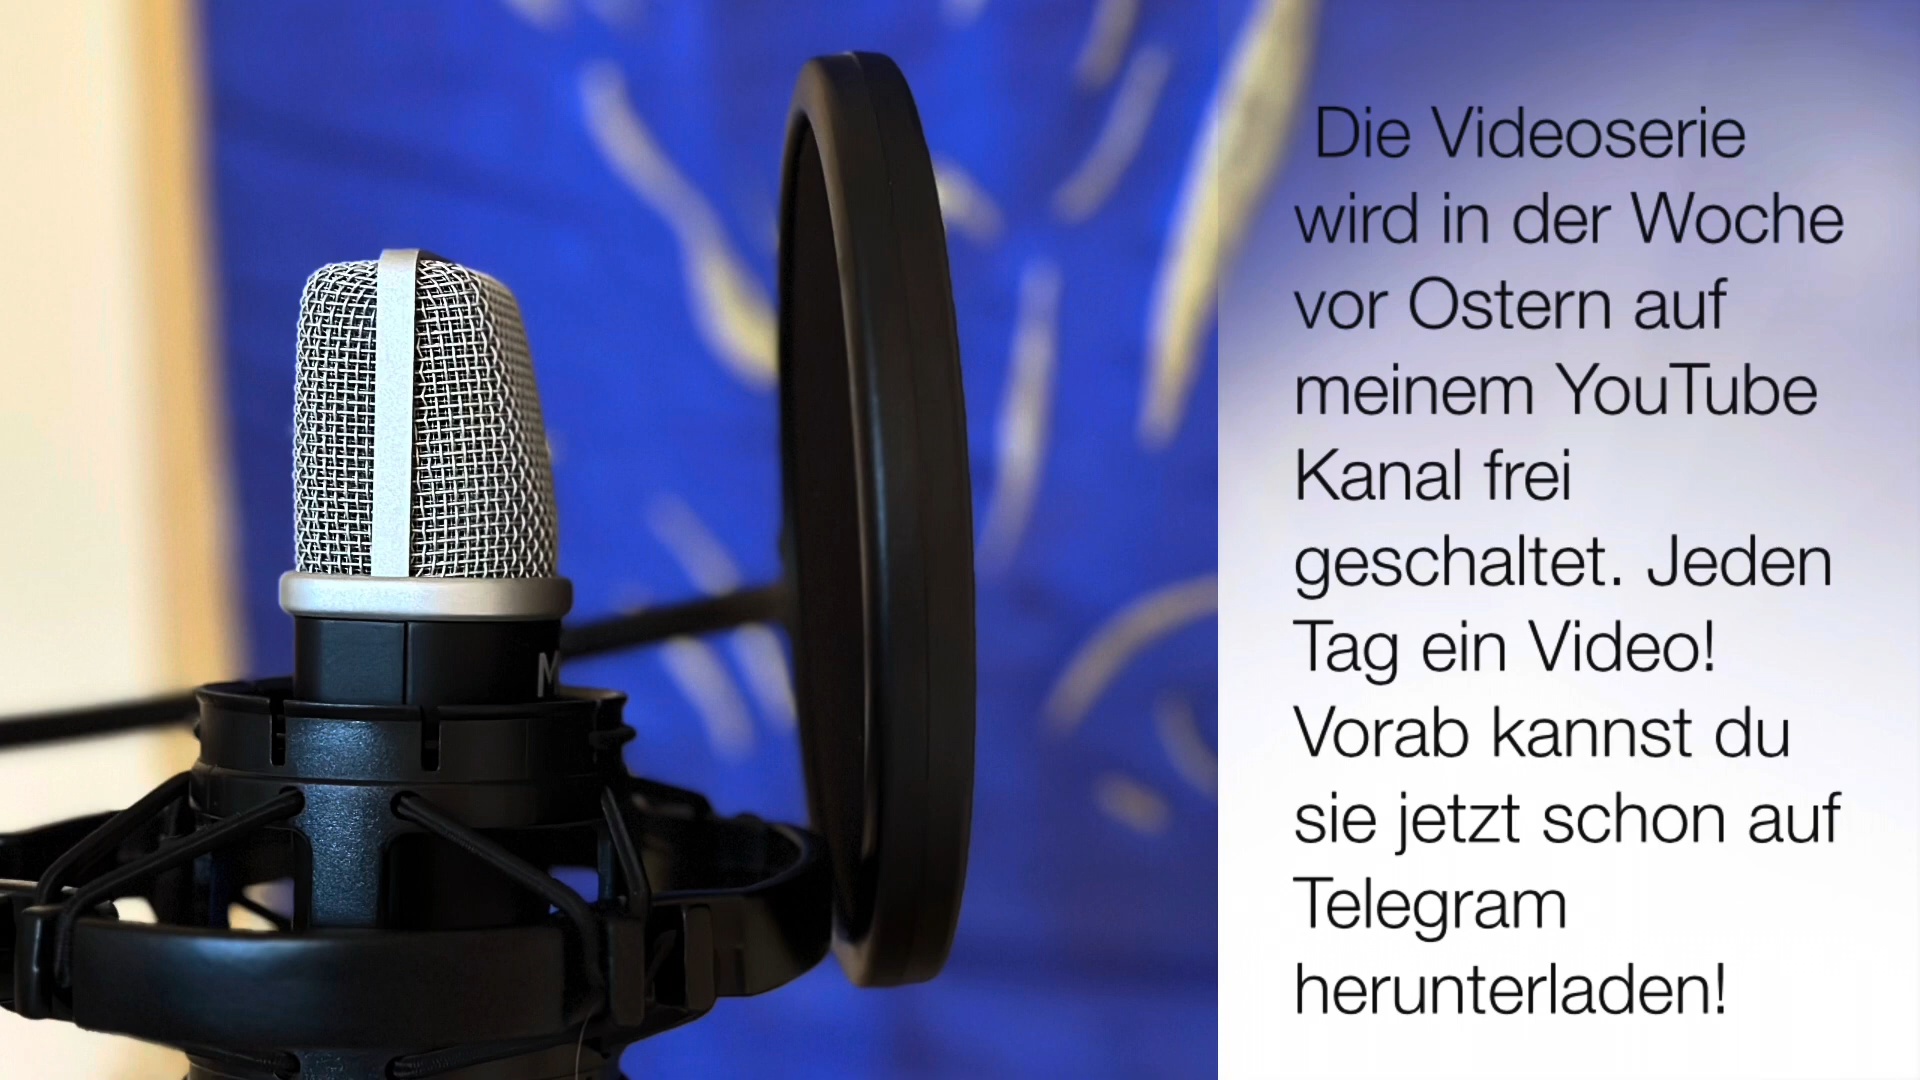 Die Videoserie
wird in der Woche
vor Ostern auf
meinem YouTube
Kanal frei
geschaltet. Jeden
Tag ein Video!
Vorab kannst du
sie jetzt schon auf
Telegram
herunterladen!
M